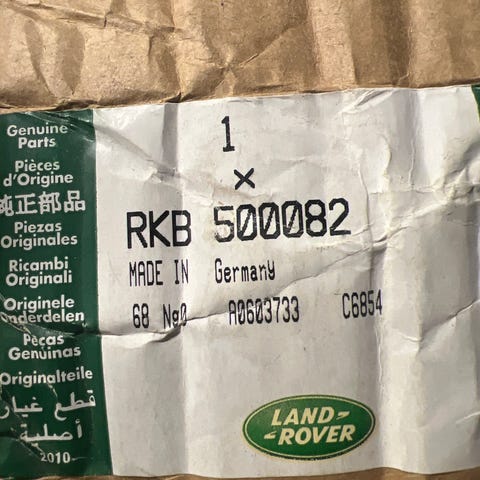 Genuine
Parts
Pièces
d'Origine
純正部品
Piezas
Originales
Ricambi
Originali
Originele
Onderdelen
Peças
Genuinas
Originalteile
قطع غيار
أصلية
2010
1
×
RKB 500082
MADE IN Germany
68 Ng0 A0603733 C6854
LAND-
-ROVER